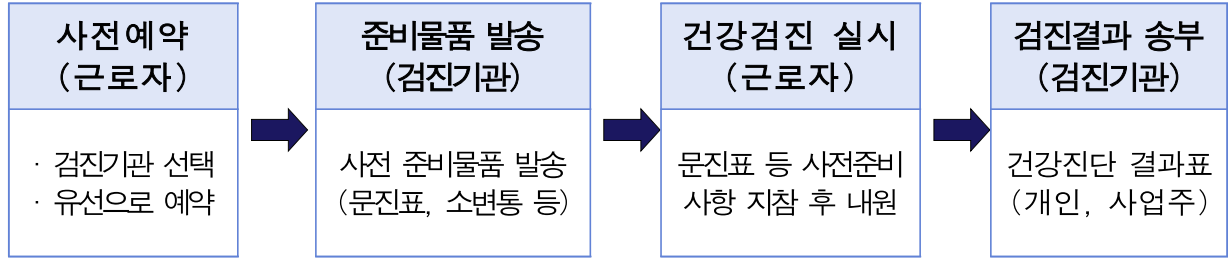 사전예약
(근로자)
· 검진기관 선택
· 유선으로 예약
준비물품 발송
(검진기관)
사전 준비물품 발송
(문진표, 소변통 등)
건강검진 실시
(근로자)
문진표 등 사전준비
사항 지참 후 내원
검진결과 송부
(검진기관)
건강진단 결과표
(개인, 사업주)